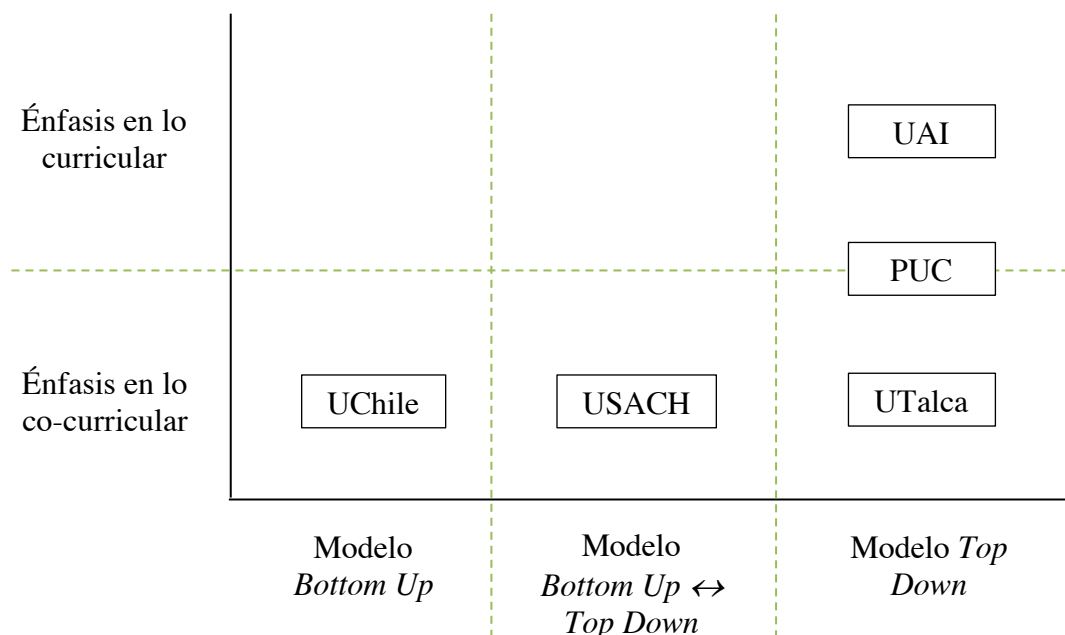 Énfasis en lo
curricular
UAI
PUC
Énfasis en lo
co-curricular
UChile
USACH
UTalca
Modelo
Bottom Up
Modelo
Bottom Up ↔
Top Down
Modelo Top
Down